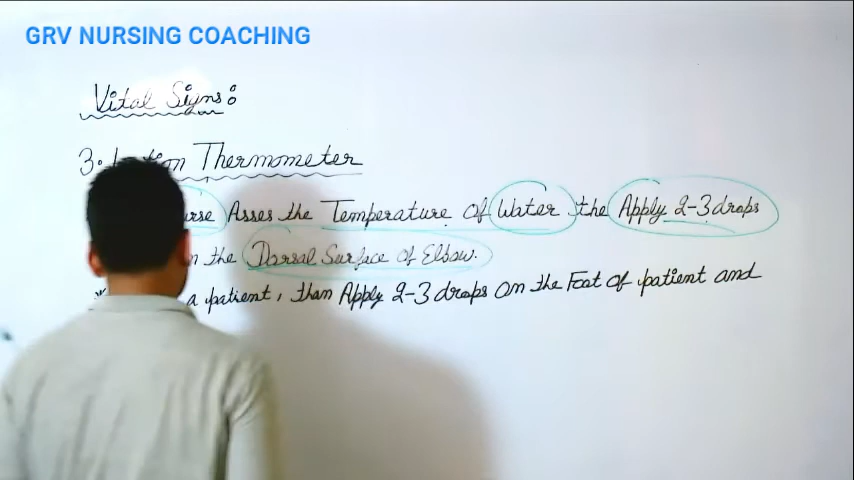 GRV NURSING COACHING
Vital Signs:
3. Thermometer
Asses the Temperature of Water the Apply 2-3 drops
the Dorsal Surface of Elbow.
a patient, than Apply 2-3 drops on the Foot of patient and